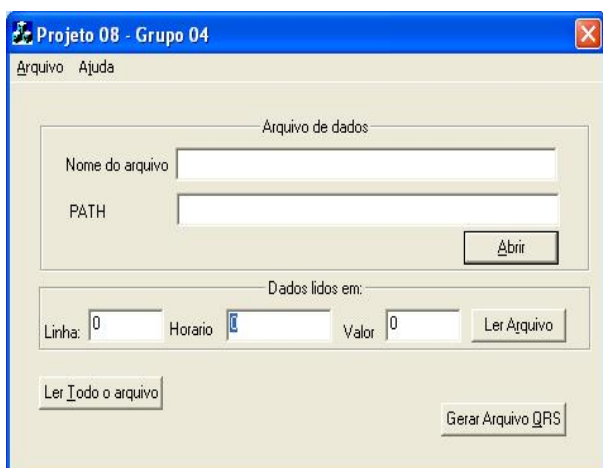 Projeto 08 - Grupo 04
Arquivo Ajuda
Arquivo de dados
Nome do arquivo
PATH
Abrir
Dados lidos em:
Linha: 0 Horario 0 Valor 0 Ler Arquivo
Ler Todo o arquivo
Gerar Arquivo QRS